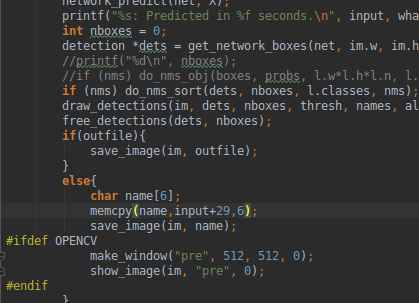 network_predict(net, X);
printf("%s: Predicted in %f seconds.\n", input, wha
int nboxes = 0;
detection *dets = get_network_boxes(net, im.w, im.h
//printf("%d\n", nboxes);
//if (nms) do_nms_obj(boxes, probs, l.w*l.h*l.n, l.
if (nms) do_nms_sort(dets, nboxes, l.classes, nms);
draw_detections(im, dets, nboxes, thresh, names, al
free_detections(dets, nboxes);
if(outfile){
save_image(im, outfile);
}
else{
char name[6];
memcpy(name,input+29,6);
save_image(im, name);
#ifdef OPENCV
make_window("pre", 512, 512, 0);
show_image(im, "pre", 0);
#endif
}